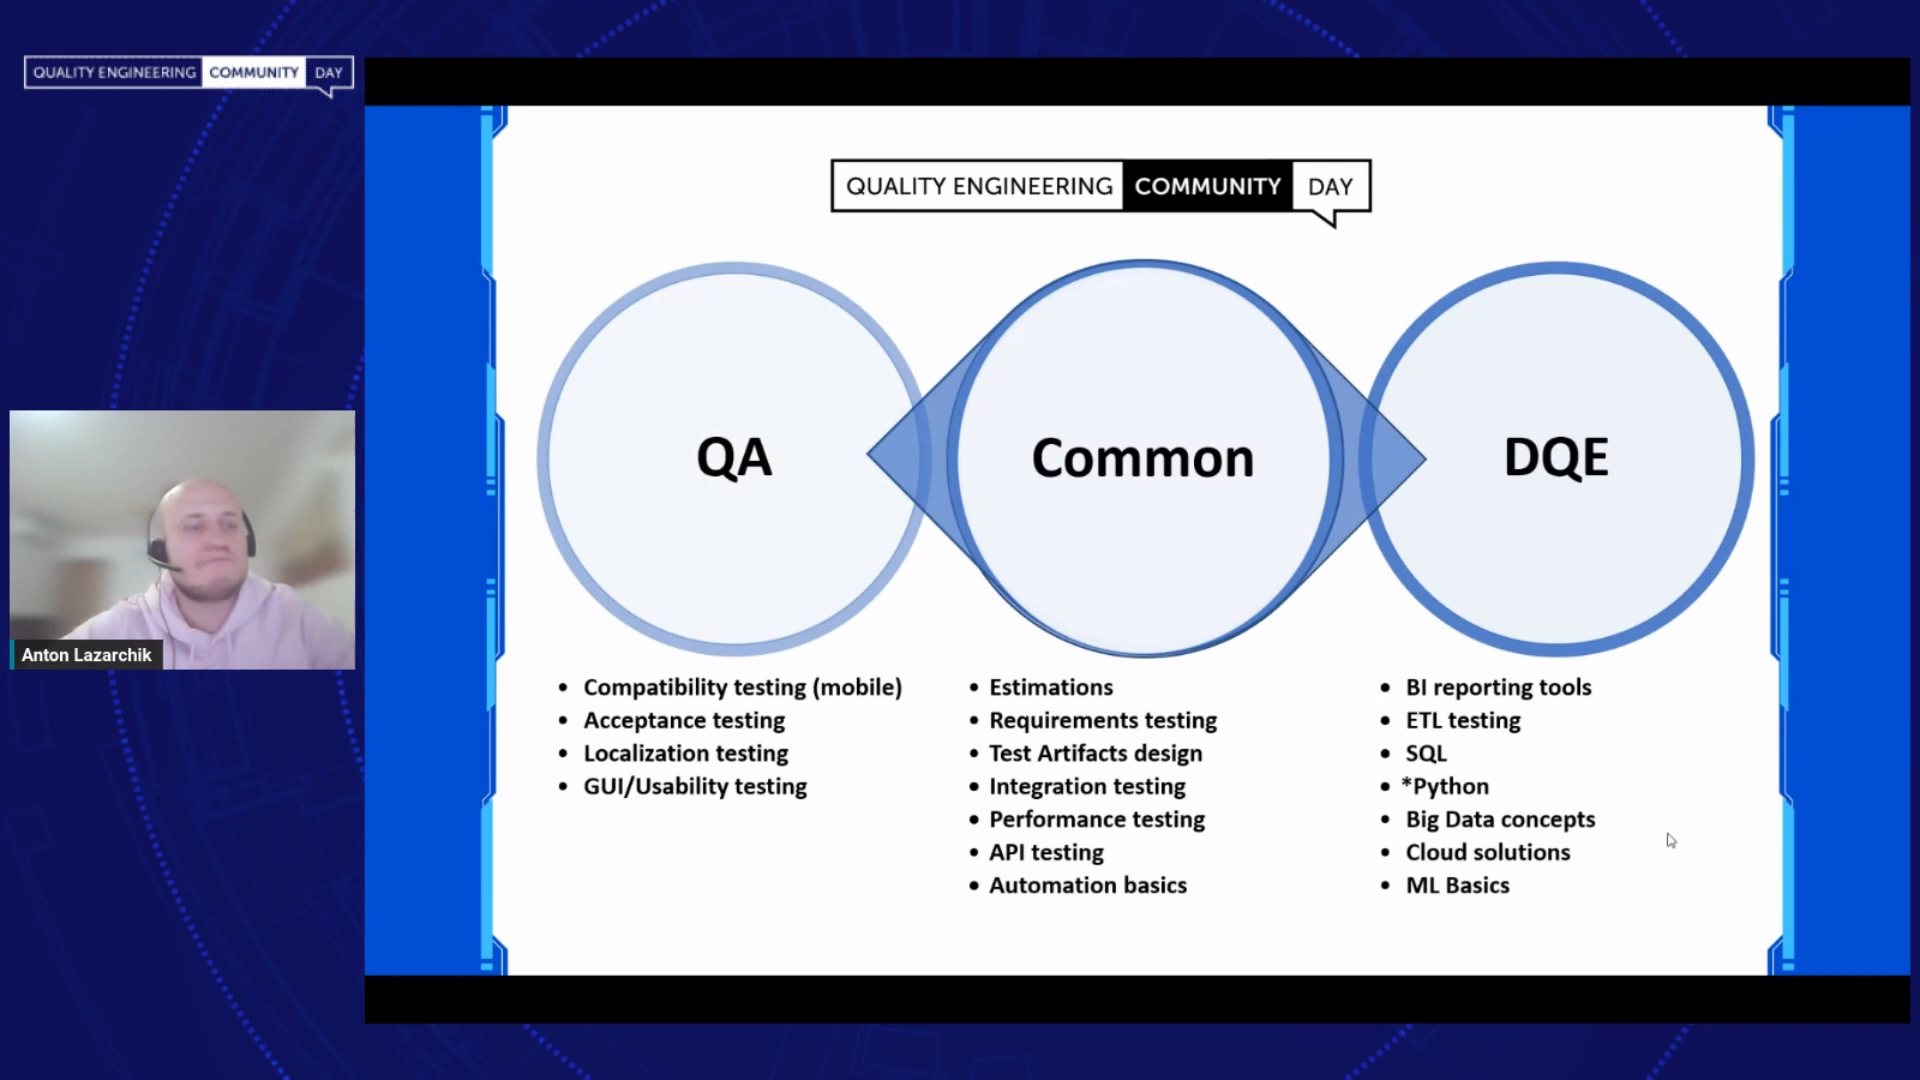 QUALITY ENGINEERING COMMUNITY DAY
QUALITY ENGINEERING COMMUNITY DAY
QA
Common
DQE
Anton Lazarchik
• Compatibility testing (mobile)
• Acceptance testing
• Localization testing
• GUI/Usability testing
• Estimations
• Requirements testing
• Test Artifacts design
• Integration testing
• Performance testing
• API testing
• Automation basics
• BI reporting tools
• ETL testing
• SQL
• *Python
• Big Data concepts
• Cloud solutions
• ML Basics